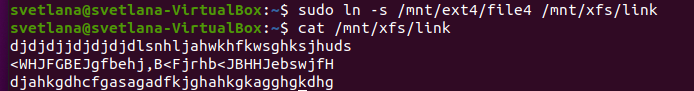 svetlana@svetlana-VirtualBox:~$ sudo ln -s /mnt/ext4/file4 /mnt/xfs/link
svetlana@svetlana-VirtualBox:~$ cat /mnt/xfs/link
djdjdjjdjdjdjdlsnhljahwkhfkwsghksjhuds
<WHJFGBEJgfbehj,B<Fjrhb<JBHHJebswjfH
djahkgdhcfgasagadfkjghahkgkagghgkdhg